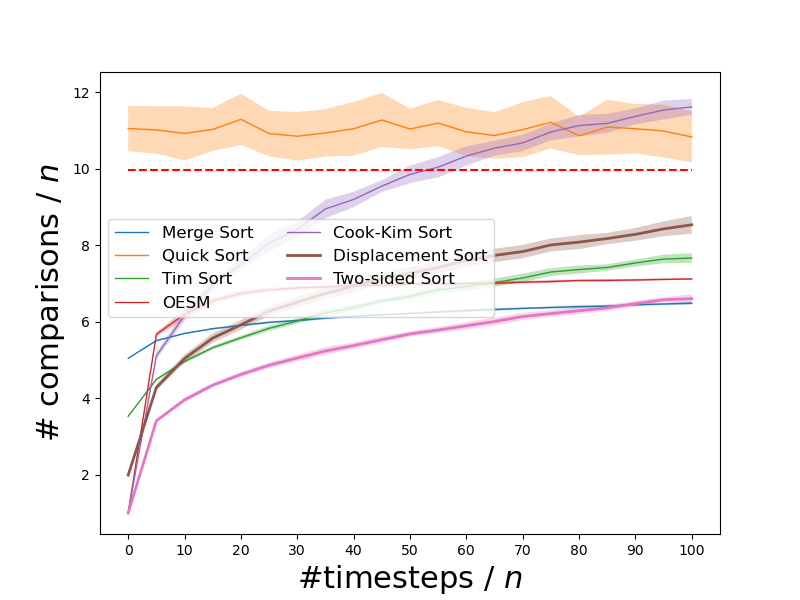 12
10
8
6
4
2
# comparisons / n
Merge Sort
Quick Sort
Tim Sort
OESM
Cook-Kim Sort
Displacement Sort
Two-sided Sort
0 10 20 30 40 50 60 70 80 90 100
#timesteps / n